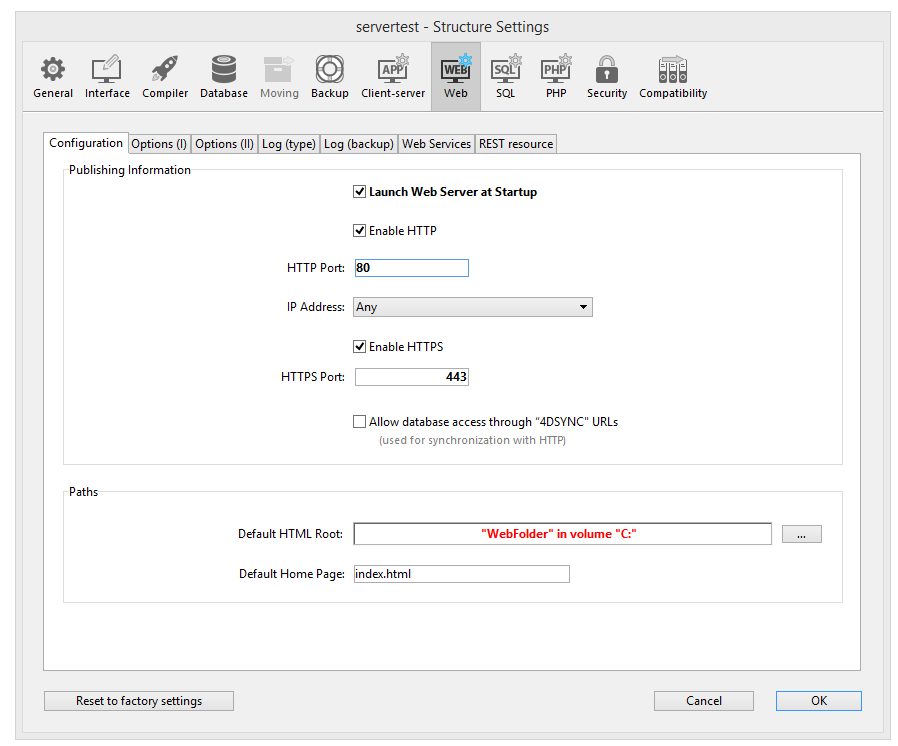 servertest - Structure Settings
APP WEB SQL PHP
General Interface Compiler Database Moving Backup Client-server Web SQL PHP Security Compatibility
Configuration Options (I) Options (II) Log (type) Log (backup) Web Services REST resource
Publishing Information
Launch Web Server at Startup
Enable HTTP
HTTP Port: 80
IP Address: Any
Enable HTTPS
HTTPS Port: 443
Allow database access through “4DSYNC” URLs
(used for synchronization with HTTP)
Paths
Default HTML Root: "WebFolder" in volume "C:" ...
Default Home Page: index.html
Reset to factory settings Cancel OK